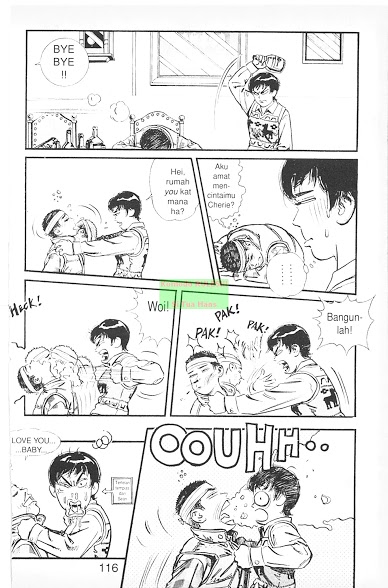 BYE
BYE
!!
Aku
amat
men-
cintaimu
Cherie?
Hei,
rumah
you kat
mana
ha?
Bangun-
lah!
PAK!
PAK!
PAK!
Woi!
HACK!
OOUHH..
LOVE YOU...
...BABY...
116